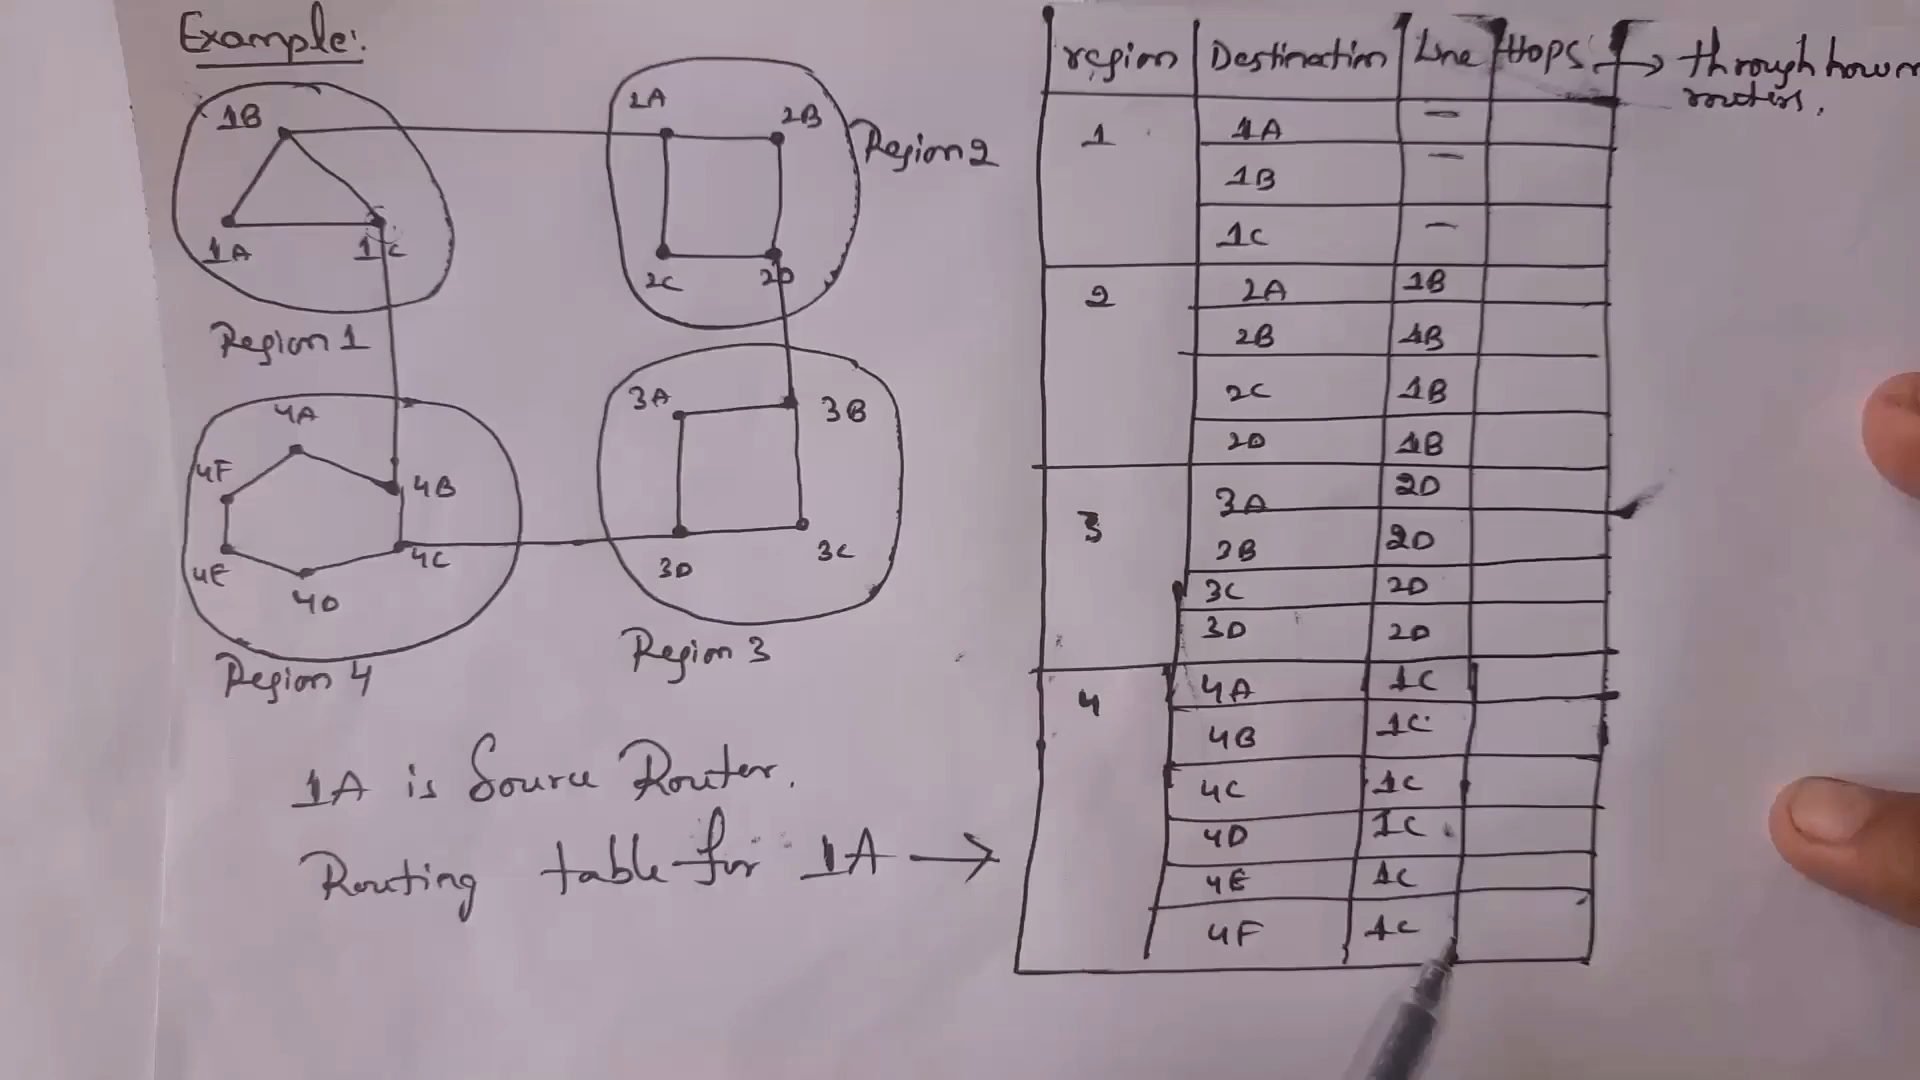 Example:
1B
1A
1C
Region 1
2A
2B
2C
2D
Region 2
3A
3B
3D
3C
Region 3
4A
4F
4B
4E
4C
4D
Region 4
1A is Source Router.
Routing table for 1A →
region Destination Line Hops → through how
routers.
1 1A —
1B —
1C —
2 2A 1B
2B 1B
2C 1B
2D 1B
3 3A 2D
3B 2D
3C 2D
3D 2D
4 4A 1C
4B 1C
4C 1C
4D 1C
4E 1C
4F 1C